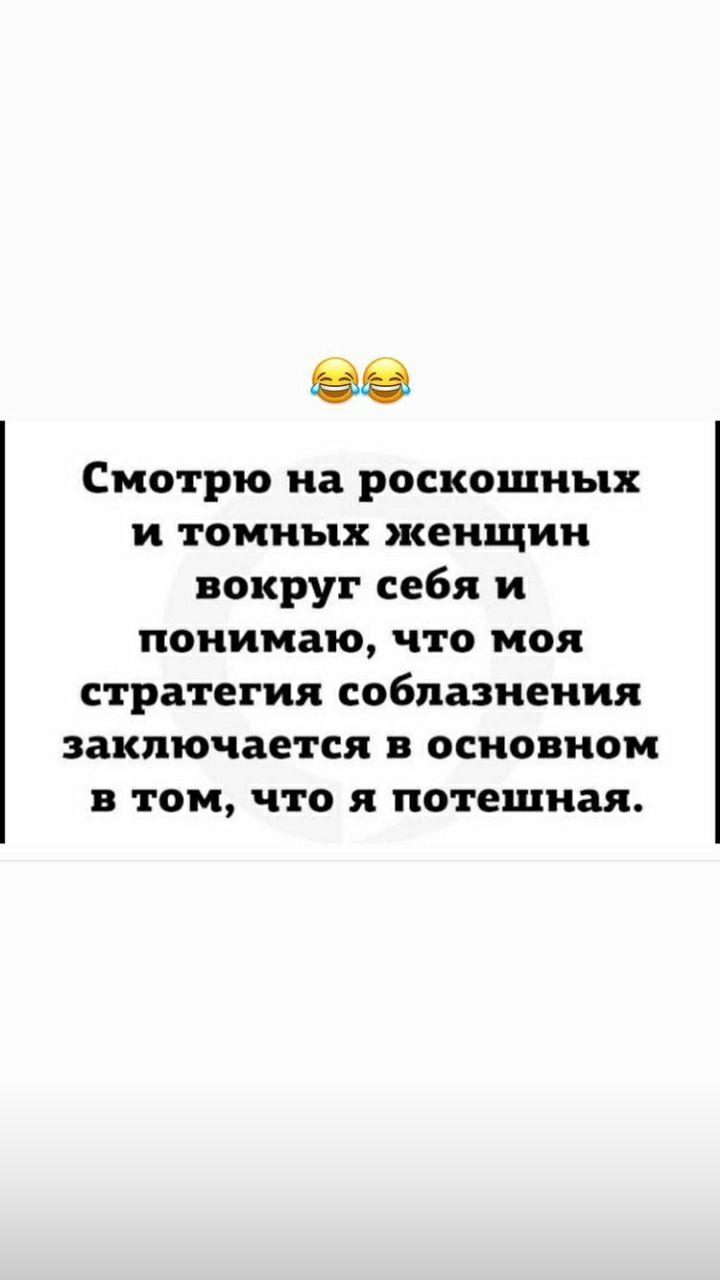 😂😂
Смотрю на роскошных
и томных женщин
вокруг себя и
понимаю, что моя
стратегия соблазнения
заключается в основном
в том, что я потешная.